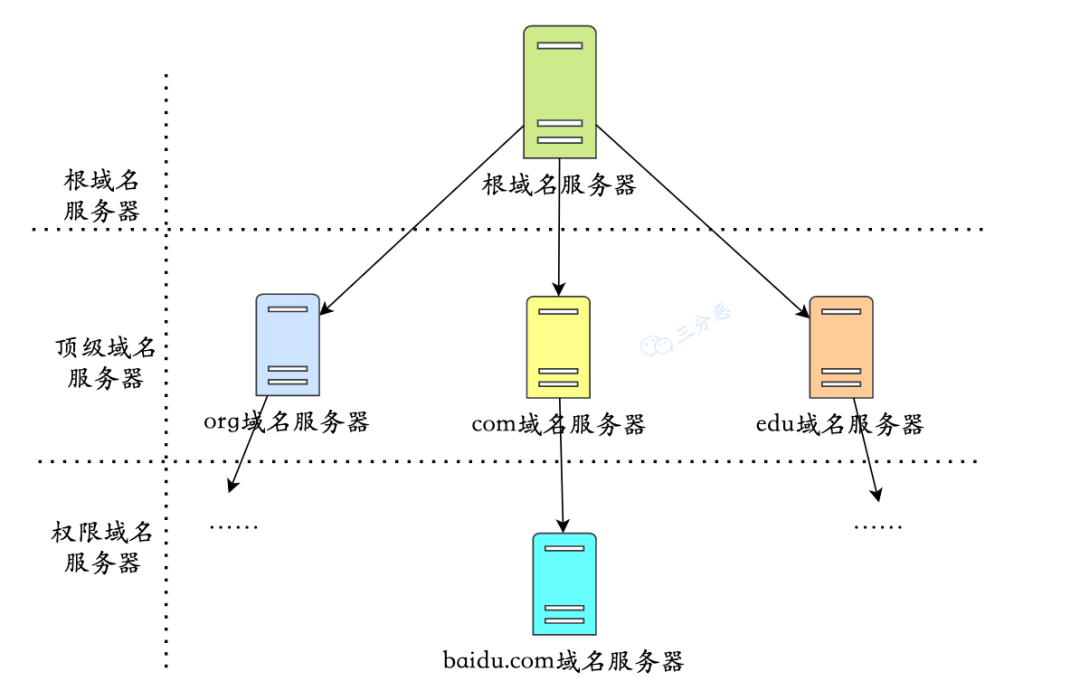 根域名服务器
根域名
服务器
三分恶
顶级域名
服务器
org域名服务器
com域名服务器
edu域名服务器
权限域名
服务器
……
……
baidu.com域名服务器